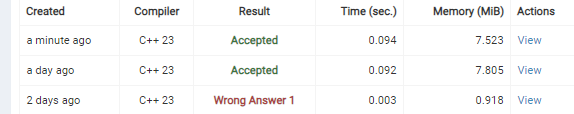 Created Compiler Result Time (sec.) Memory (MiB) Actions
a minute ago C++ 23 Accepted 0.094 7.523 View
a day ago C++ 23 Accepted 0.092 7.805 View
2 days ago C++ 23 Wrong Answer 1 0.003 0.918 View